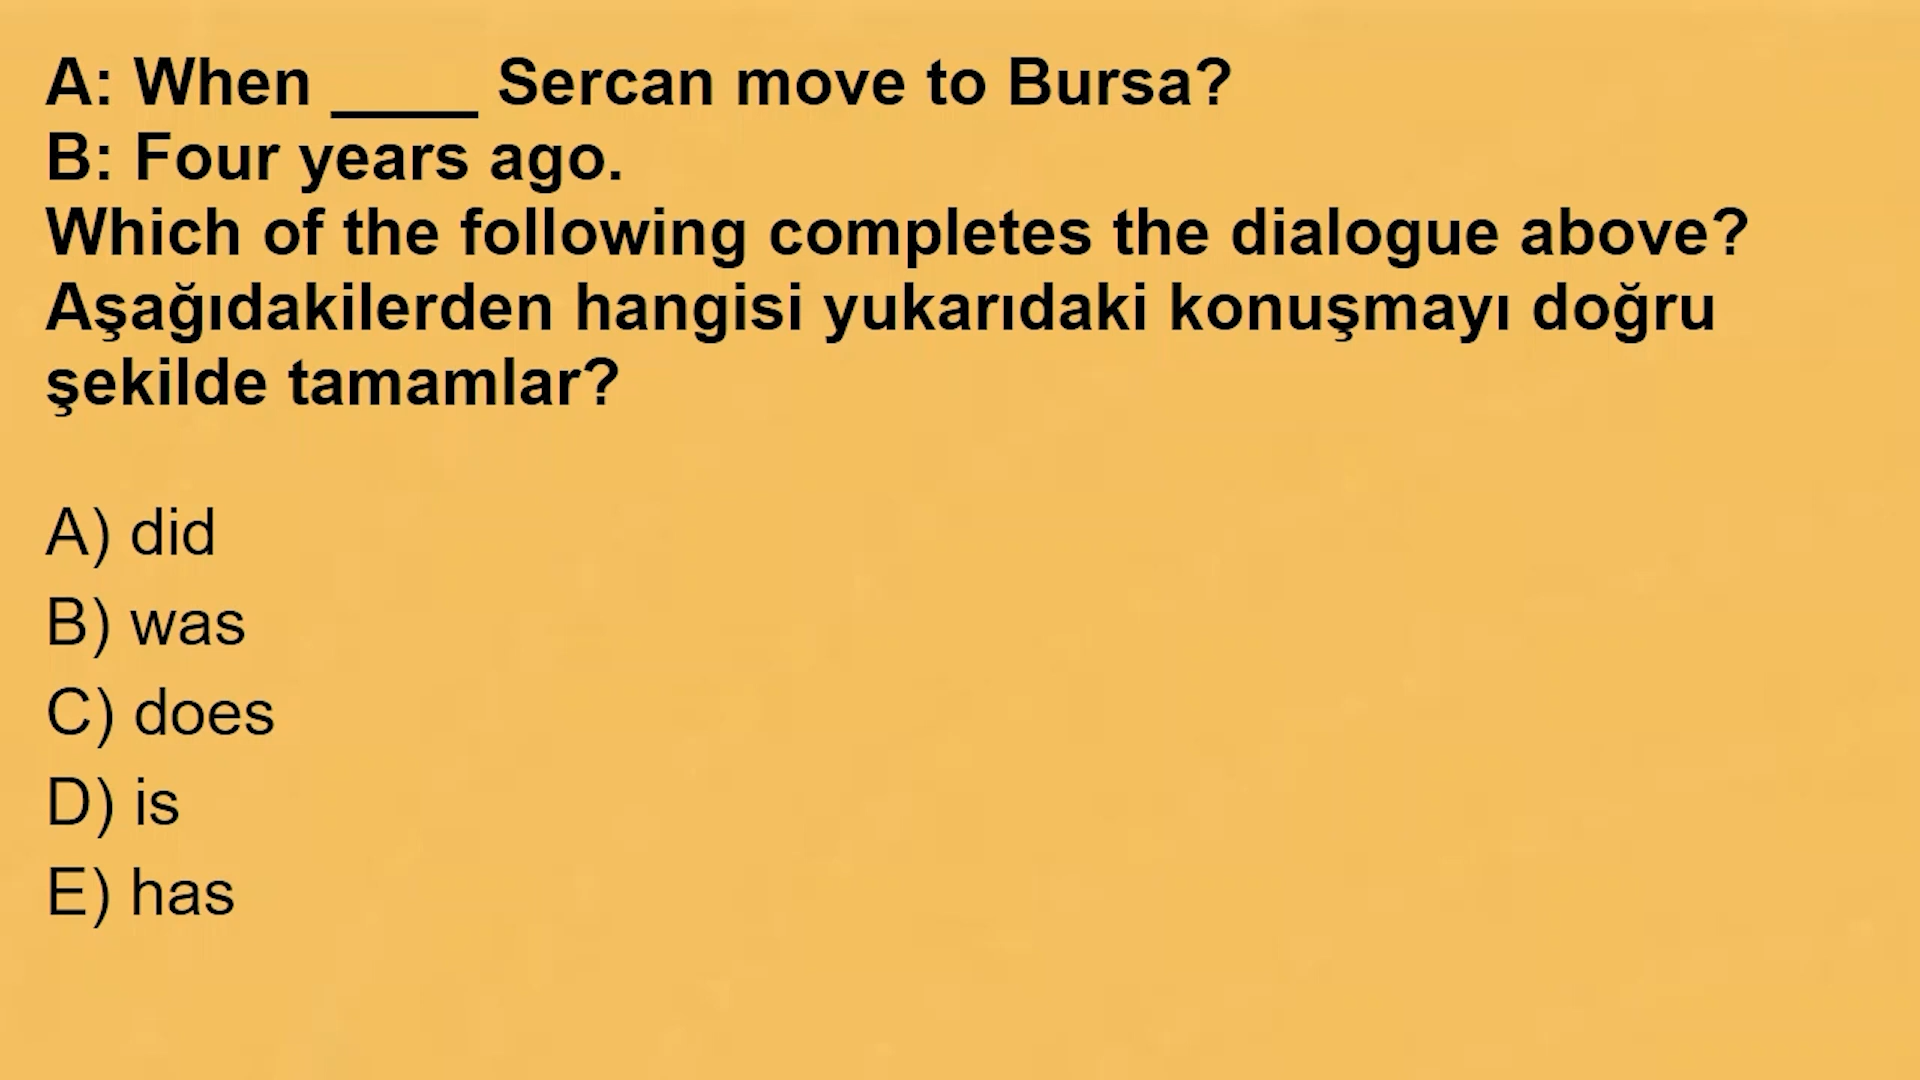 A: When ____ Sercan move to Bursa?
B: Four years ago.
Which of the following completes the dialogue above?
Aşağıdakilerden hangisi yukarıdaki konuşmayı doğru
şekilde tamamlar?
A) did
B) was
C) does
D) is
E) has